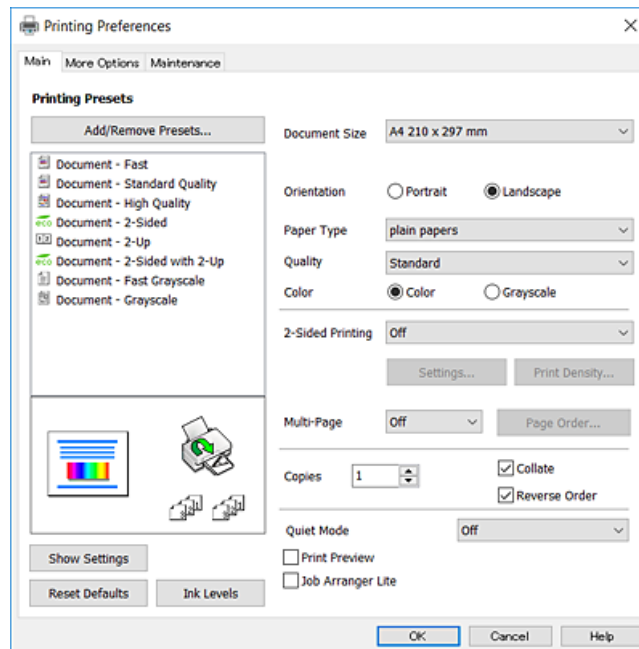 Printing Preferences
Main More Options Maintenance
Printing Presets
Add/Remove Presets...
Document - Fast
Document - Standard Quality
Document - High Quality
eco Document - 2-Sided
Document - 2-Up
eco Document - 2-Sided with 2-Up
Document - Fast Grayscale
Document - Grayscale
Show Settings
Reset Defaults Ink Levels
Document Size A4 210 x 297 mm
Orientation Portrait Landscape
Paper Type plain papers
Quality Standard
Color Color Grayscale
2-Sided Printing Off
Settings... Print Density...
Multi-Page Off Page Order...
Copies 1 Collate
Reverse Order
Quiet Mode Off
Print Preview
Job Arranger Lite
OK Cancel Help